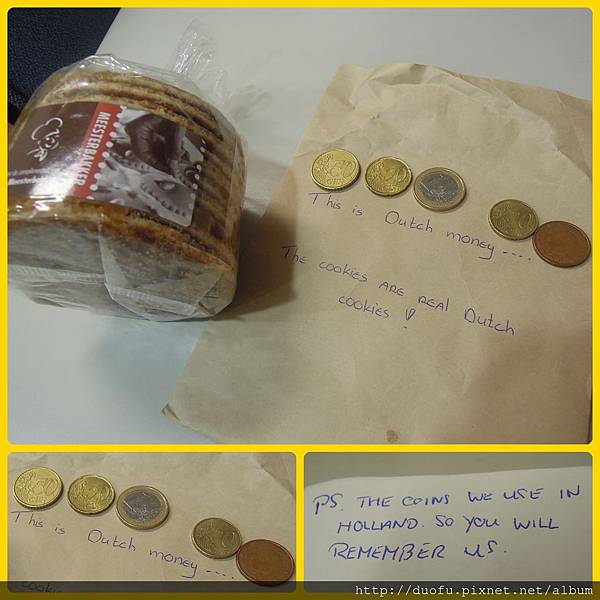 MEESTERBAKKER
This is Dutch money ....
The cookies are real Dutch
cookies !
This is Dutch money ....
cookies
PS. THE COINS WE USE IN
HOLLAND. SO YOU WILL
REMEMBER US.
http://duofu.pixnet.net/album